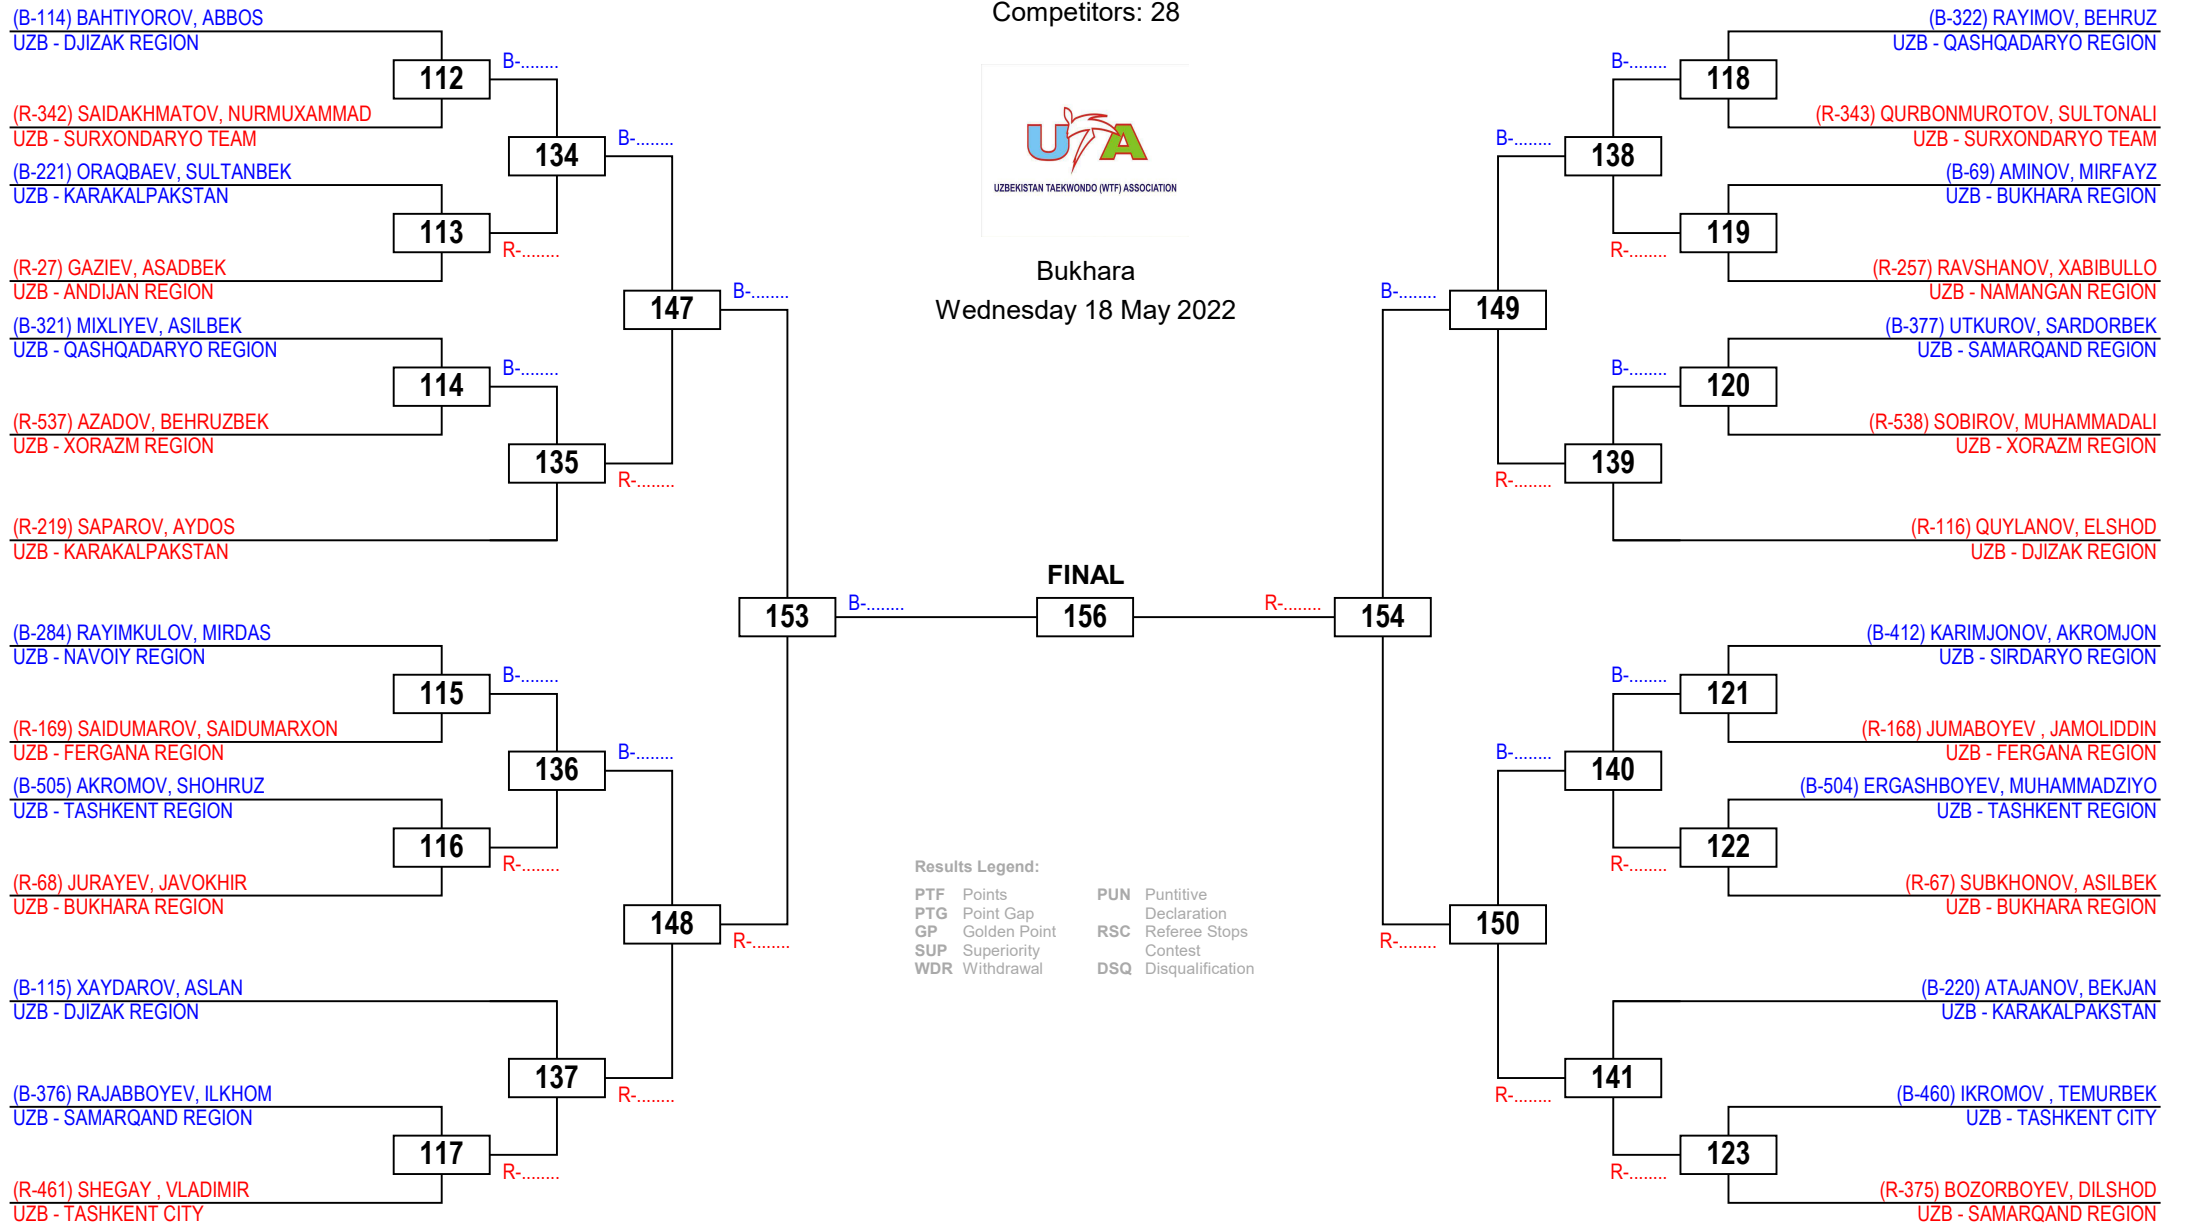 Competitors: 28
UTA
UZBEKISTAN TAEKWONDO (WTF) ASSOCIATION
Bukhara
Wednesday 18 May 2022
(B-114) BAHTIYOROV, ABBOS
UZB - DJIZAK REGION
112
B-........
(R-342) SAIDAKHMATOV, NURMUXAMMAD
UZB - SURXONDARYO TEAM
134
B-........
(B-221) ORAQBAEV, SULTANBEK
UZB - KARAKALPAKSTAN
113
R-........
(R-27) GAZIEV, ASADBEK
UZB - ANDIJAN REGION
147
B-........
(B-321) MIXLIYEV, ASILBEK
UZB - QASHQADARYO REGION
114
B-........
(R-537) AZADOV, BEHRUZBEK
UZB - XORAZM REGION
135
R-........
(R-219) SAPAROV, AYDOS
UZB - KARAKALPAKSTAN
153
B-........
(B-284) RAYIMKULOV, MIRDAS
UZB - NAVOIY REGION
115
B-........
(R-169) SAIDUMAROV, SAIDUMARXON
UZB - FERGANA REGION
136
B-........
(B-505) AKROMOV, SHOHRUZ
UZB - TASHKENT REGION
116
R-........
(R-68) JURAYEV, JAVOKHIR
UZB - BUKHARA REGION
148
R-........
(B-115) XAYDAROV, ASLAN
UZB - DJIZAK REGION
137
R-........
(B-376) RAJABBOYEV, ILKHOM
UZB - SAMARQAND REGION
117
R-........
(R-461) SHEGAY , VLADIMIR
UZB - TASHKENT CITY
FINAL
156
Results Legend:
PTF Points
PTG Point Gap
GP Golden Point
SUP Superiority
WDR Withdrawal
PUN Puntitive
Declaration
RSC Referee Stops
Contest
DSQ Disqualification
(B-322) RAYIMOV, BEHRUZ
UZB - QASHQADARYO REGION
B-........
118
(R-343) QURBONMUROTOV, SULTONALI
UZB - SURXONDARYO TEAM
B-........
138
(B-69) AMINOV, MIRFAYZ
UZB - BUKHARA REGION
119
R-........
(R-257) RAVSHANOV, XABIBULLO
UZB - NAMANGAN REGION
B-........
149
(B-377) UTKUROV, SARDORBEK
UZB - SAMARQAND REGION
B-........
120
(R-538) SOBIROV, MUHAMMADALI
UZB - XORAZM REGION
139
R-........
(R-116) QUYLANOV, ELSHOD
UZB - DJIZAK REGION
R-........
154
(B-412) KARIMJONOV, AKROMJON
UZB - SIRDARYO REGION
B-........
121
(R-168) JUMABOYEV , JAMOLIDDIN
UZB - FERGANA REGION
B-........
140
(B-504) ERGASHBOYEV, MUHAMMADZIYO
UZB - TASHKENT REGION
122
R-........
(R-67) SUBKHONOV, ASILBEK
UZB - BUKHARA REGION
150
R-........
(B-220) ATAJANOV, BEKJAN
UZB - KARAKALPAKSTAN
141
R-........
(B-460) IKROMOV , TEMURBEK
UZB - TASHKENT CITY
123
R-........
(R-375) BOZORBOYEV, DILSHOD
UZB - SAMARQAND REGION